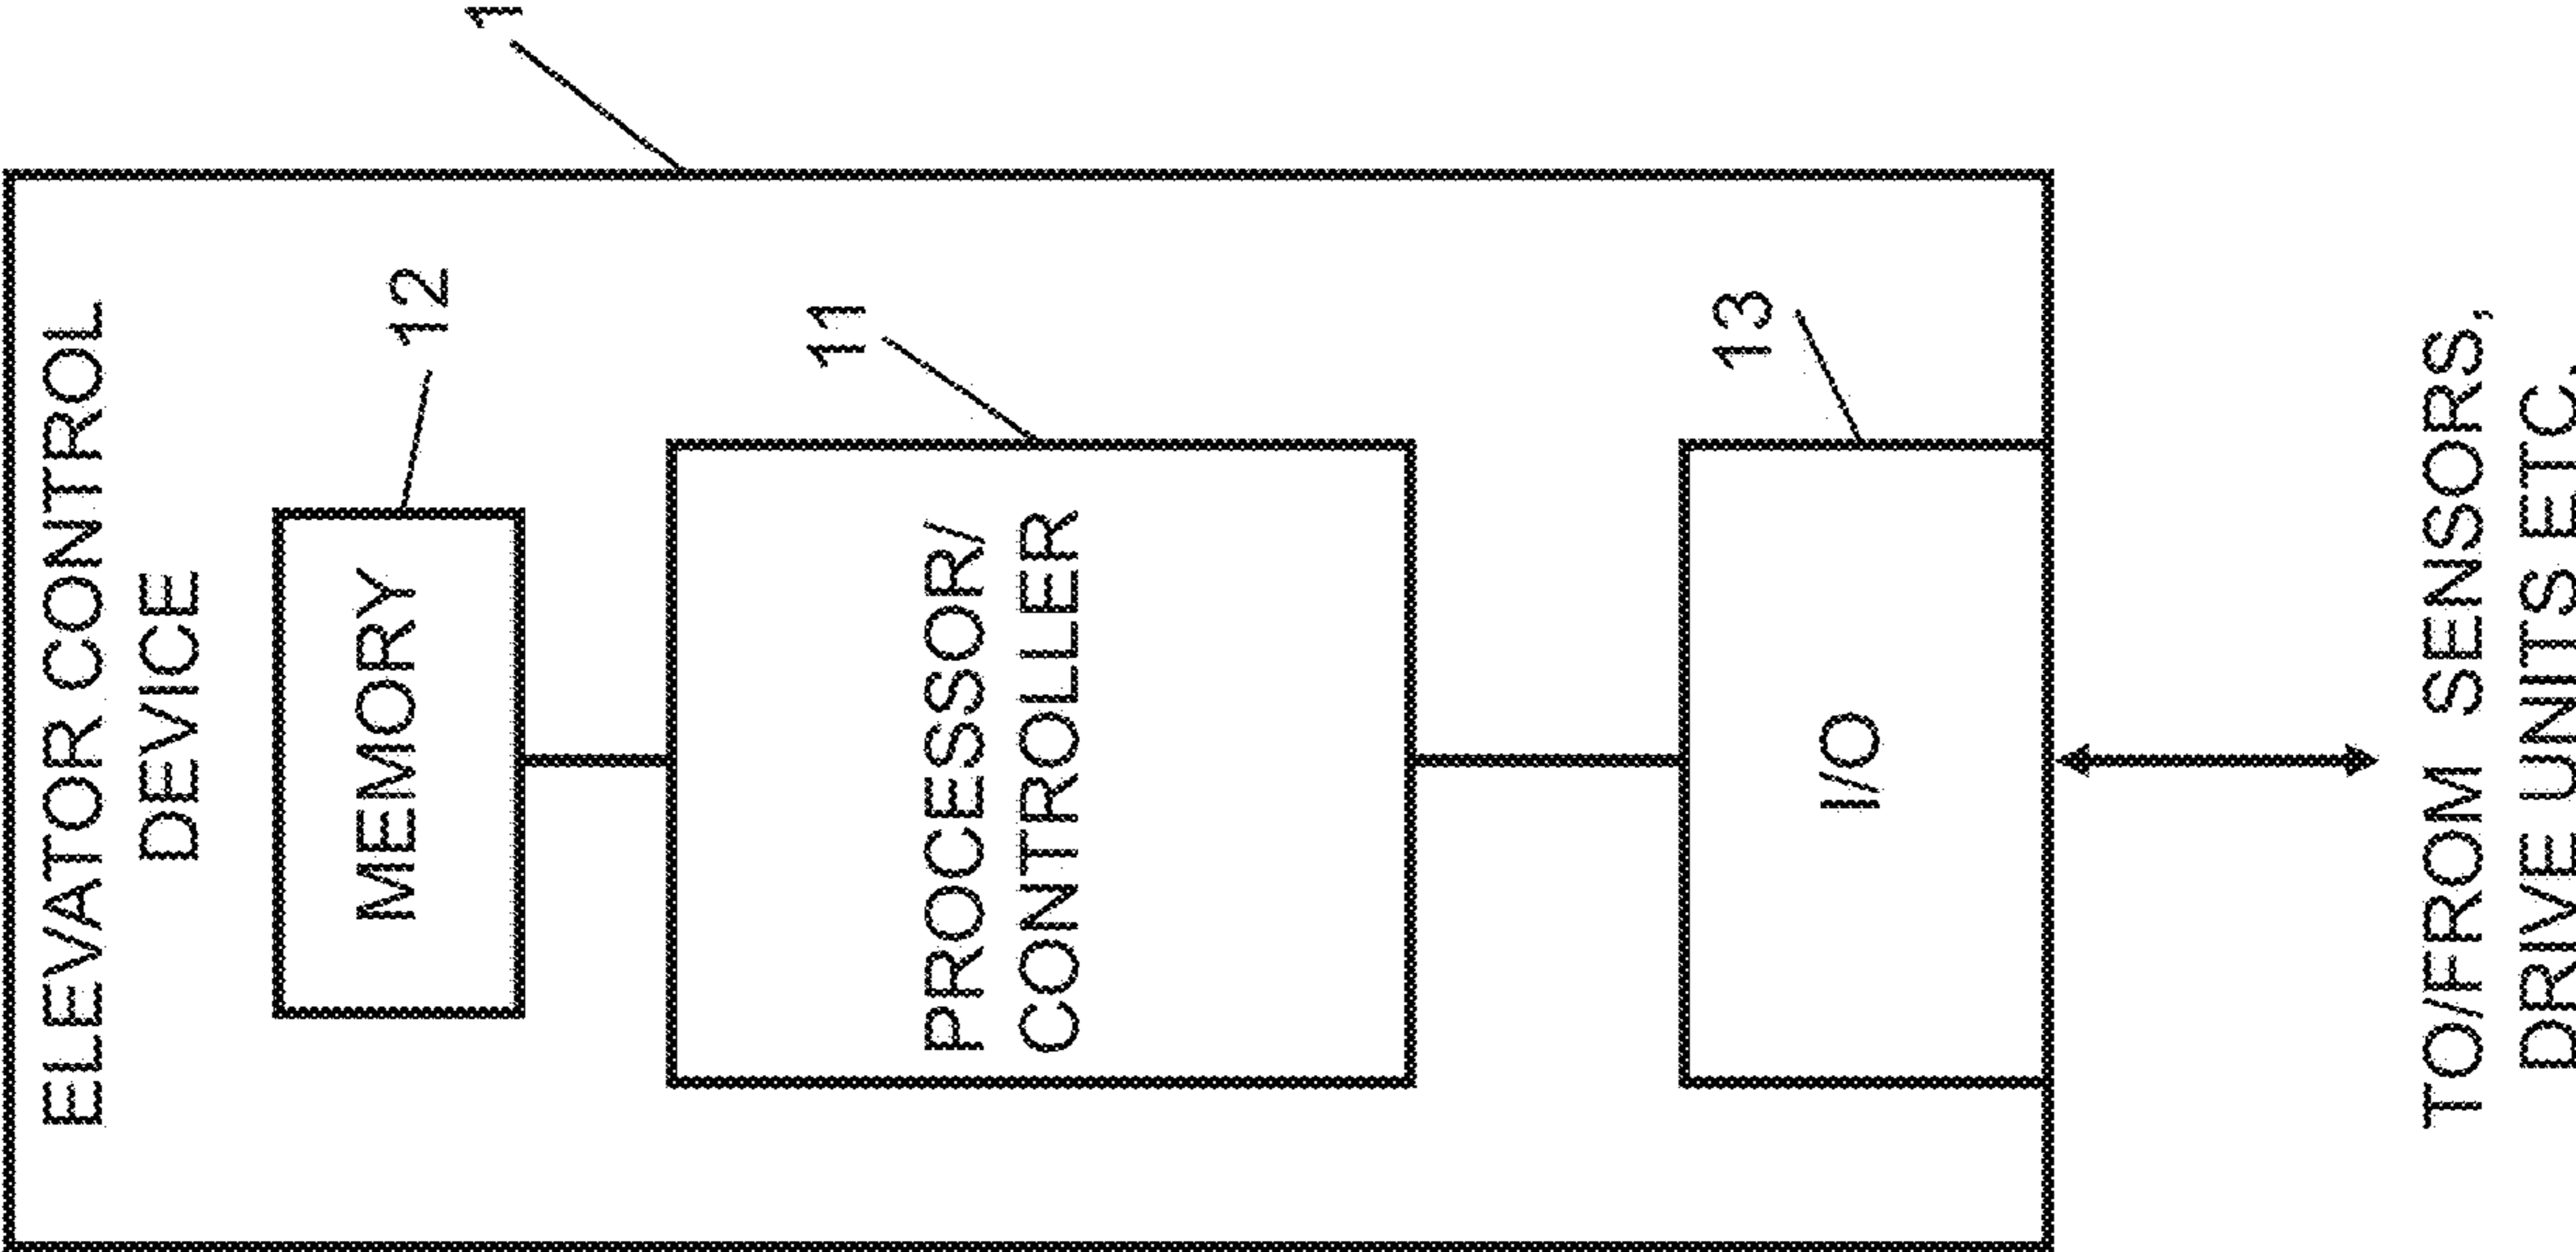 ELEVATOR CONTROL
DEVICE
1
12
MEMORY
11
PROCESSOR/
CONTROLLER
13
I/O
TO/FROM SENSORS,
DRIVE UNITS ETC.